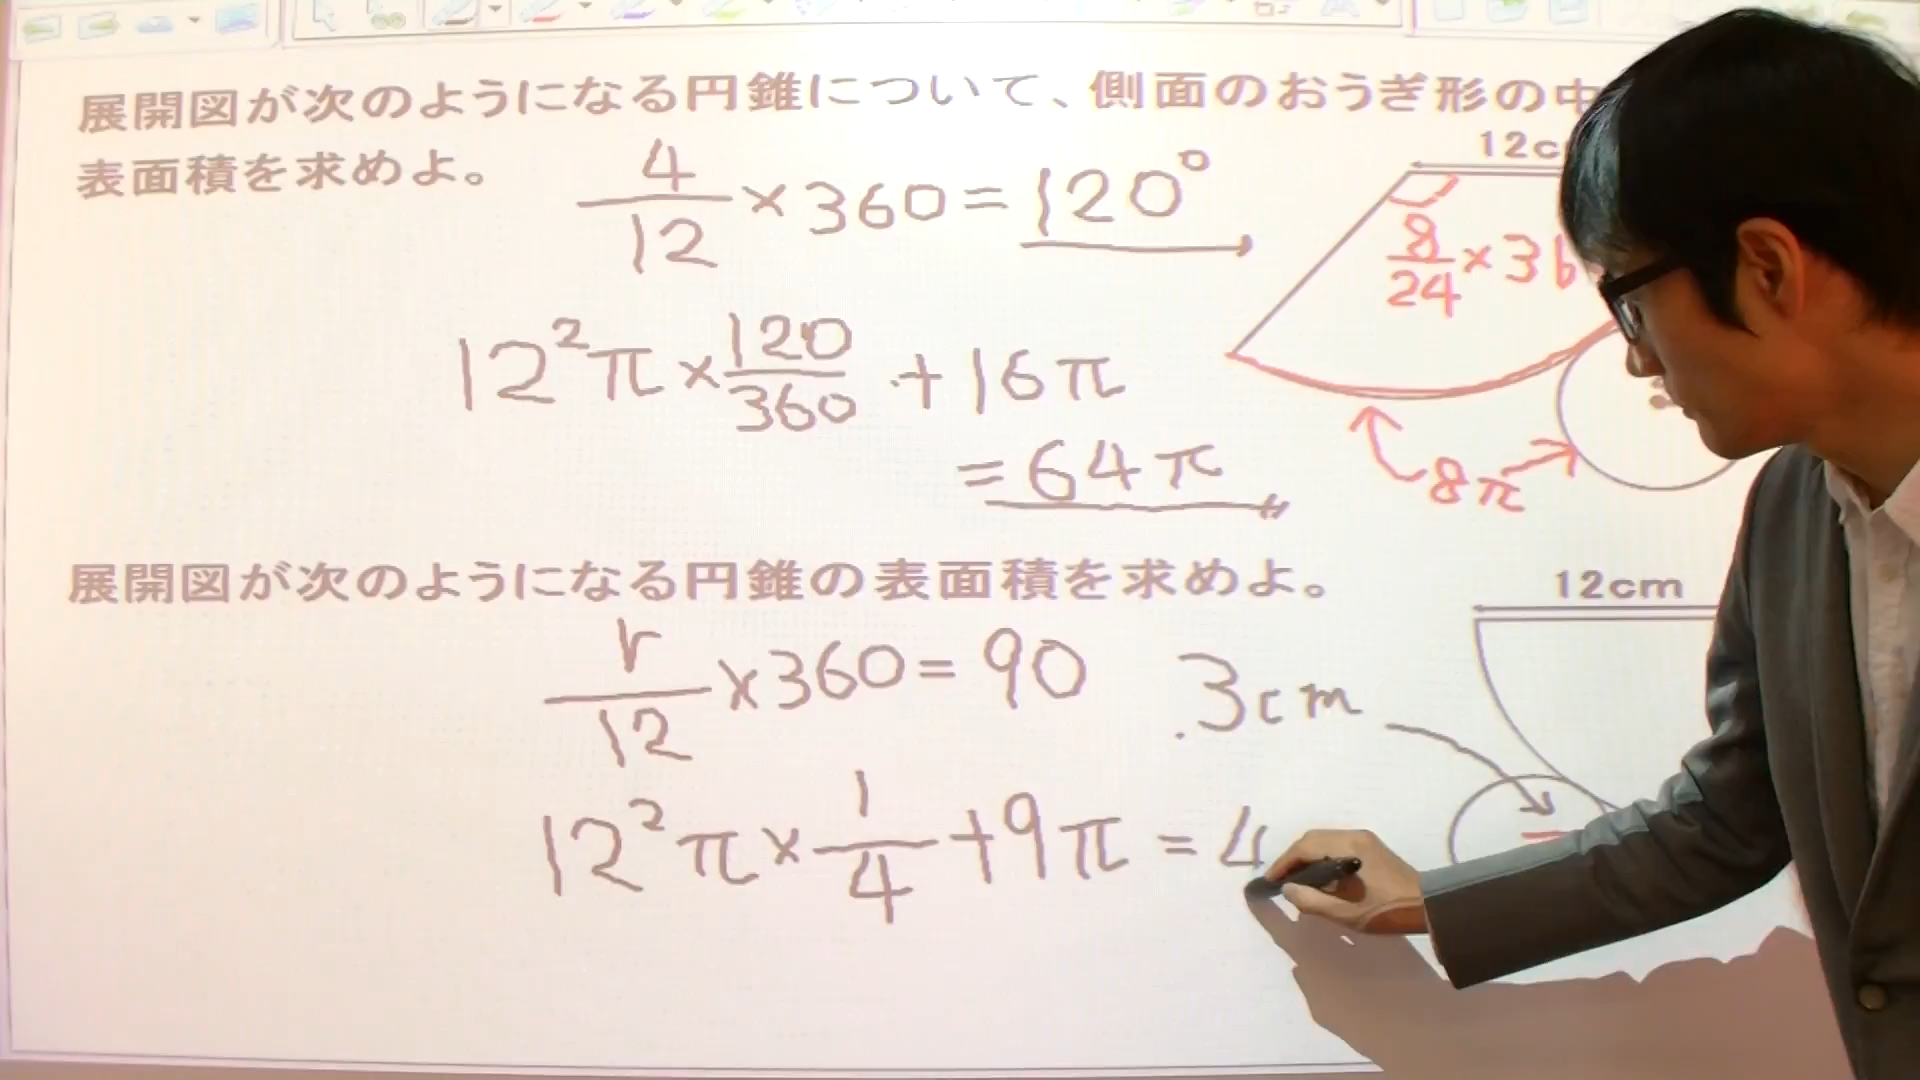 展開図が次のようになる円錐について、側面のおうぎ形の中
表面積を求めよ。
4/12 × 360 = 120°
12²π × 120/360 + 16π
= 64π
12c
8/24 × 36
8π
展開図が次のようになる円錐の表面積を求めよ。
r/12 × 360 = 90
3cm
12²π × 1/4 + 9π = 4
12cm